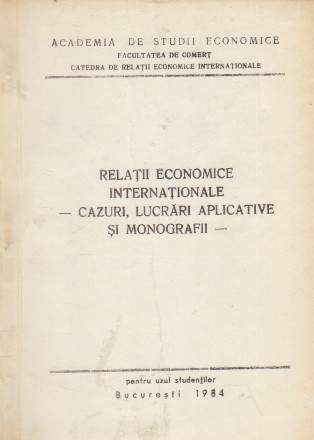 ACADEMIA DE STUDII ECONOMICE
FACULTATEA DE COMERȚ
CATEDRA DE RELAȚII ECONOMICE INTERNAȚIONALE
RELAȚII ECONOMICE
INTERNAȚIONALE
— CAZURI, LUCRĂRI APLICATIVE
ȘI MONOGRAFII —
pentru uzul studenților
București 1984